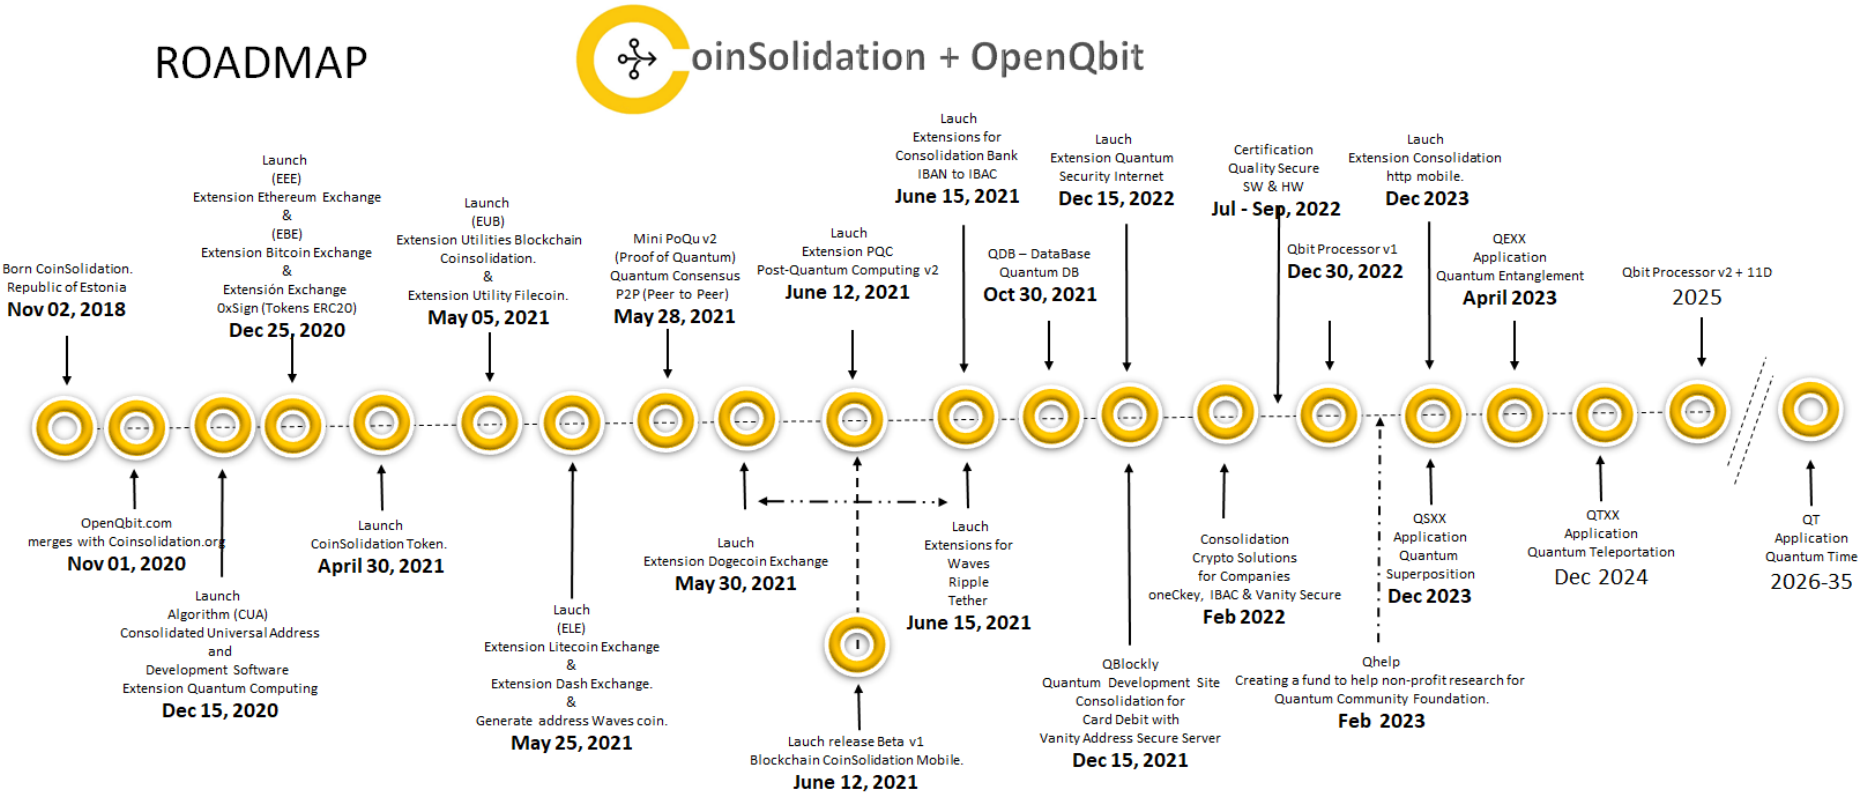 ROADMAP
oinSolidation + OpenQbit
Born CoinSolidation.
Republic of Estonia
Nov 02, 2018
OpenQbit.com
merges with Coinsolidation.org
Nov 01, 2020
Launch
Algorithm (CUA)
Consolidated Universal Address
and
Development Software
Extension Quantum Computing
Dec 15, 2020
Launch
(EEE)
Extension Ethereum Exchange
&
(EBE)
Extension Bitcoin Exchange
&
Extensión Exchange
0xSign (Tokens ERC20)
Dec 25, 2020
Launch
CoinSolidation Token.
April 30, 2021
Launch
(EUB)
Extension Utilities Blockchain
Coinsolidation.
&
Extension Utility Filecoin.
May 05, 2021
Lauch
(ELE)
Extension Litecoin Exchange
&
Extension Dash Exchange.
&
Generate address Waves coin.
May 25, 2021
Mini PoQu v2
(Proof of Quantum)
Quantum Consensus
P2P (Peer to Peer)
May 28, 2021
Lauch
Extension Dogecoin Exchange
May 30, 2021
Lauch
Extension PQC
Post-Quantum Computing v2
June 12, 2021
Lauch release Beta v1
Blockchain CoinSolidation Mobile.
June 12, 2021
Lauch
Extensions for
Consolidation Bank
IBAN to IBAC
June 15, 2021
Lauch
Extensions for
Waves
Ripple
Tether
June 15, 2021
QDB – DataBase
Quantum DB
Oct 30, 2021
Lauch
Extension Quantum
Security Internet
Dec 15, 2022
QBlockly
Quantum Development Site
Consolidation for
Card Debit with
Vanity Address Secure Server
Dec 15, 2021
Consolidation
Crypto Solutions
for Companies
oneCkey, IBAC & Vanity Secure
Feb 2022
Certification
Quality Secure
SW & HW
Jul - Sep, 2022
Qbit Processor v1
Dec 30, 2022
Qhelp
Creating a fund to help non-profit research for
Quantum Community Foundation.
Feb 2023
Lauch
Extension Consolidation
http mobile.
Dec 2023
QSXX
Application
Quantum
Superposition
Dec 2023
QEXX
Application
Quantum Entanglement
April 2023
QTXX
Application
Quantum Teleportation
Dec 2024
Qbit Processor v2 + 11D
2025
QT
Application
Quantum Time
2026-35